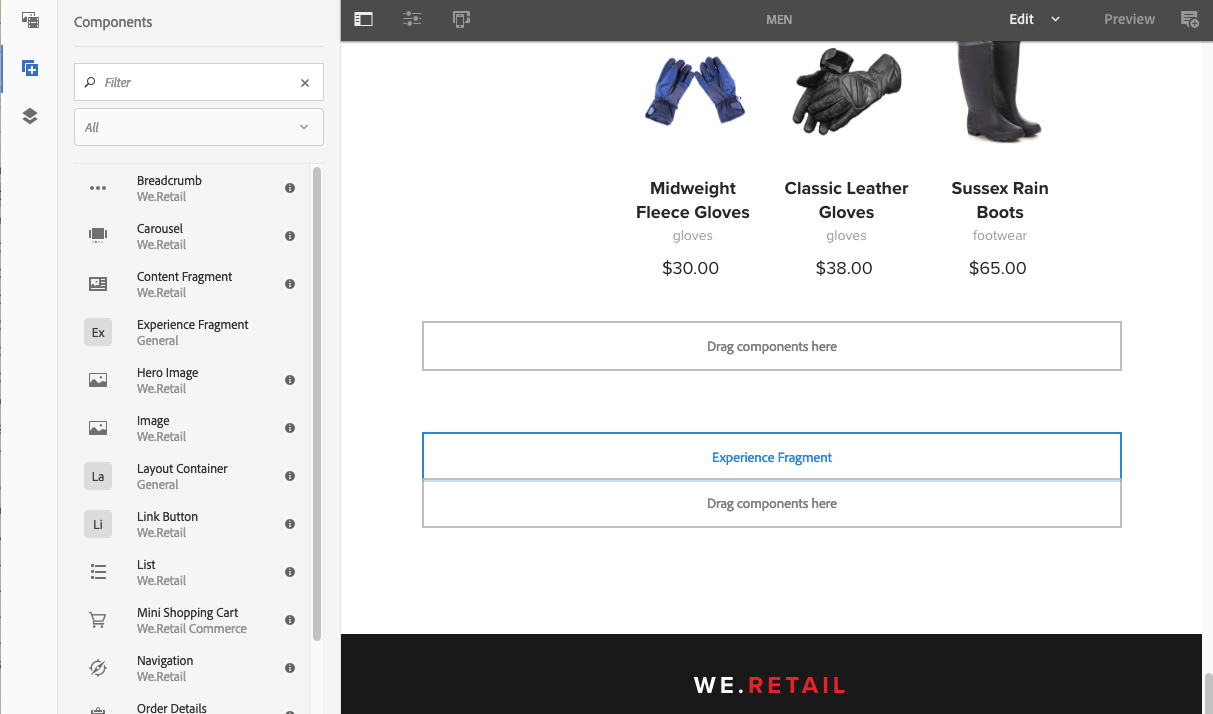 Components
MEN
Edit
Preview
Filter
All
Breadcrumb
We.Retail
Carousel
We.Retail
Content Fragment
We.Retail
Ex
Experience Fragment
General
Hero Image
We.Retail
Image
We.Retail
La
Layout Container
General
Li
Link Button
We.Retail
List
We.Retail
Mini Shopping Cart
We.Retail Commerce
Navigation
We.Retail
Order Details
Midweight
Fleece Gloves
gloves
$30.00
Classic Leather
Gloves
gloves
$38.00
Sussex Rain
Boots
footwear
$65.00
Drag components here
Experience Fragment
Drag components here
WE.RETAIL